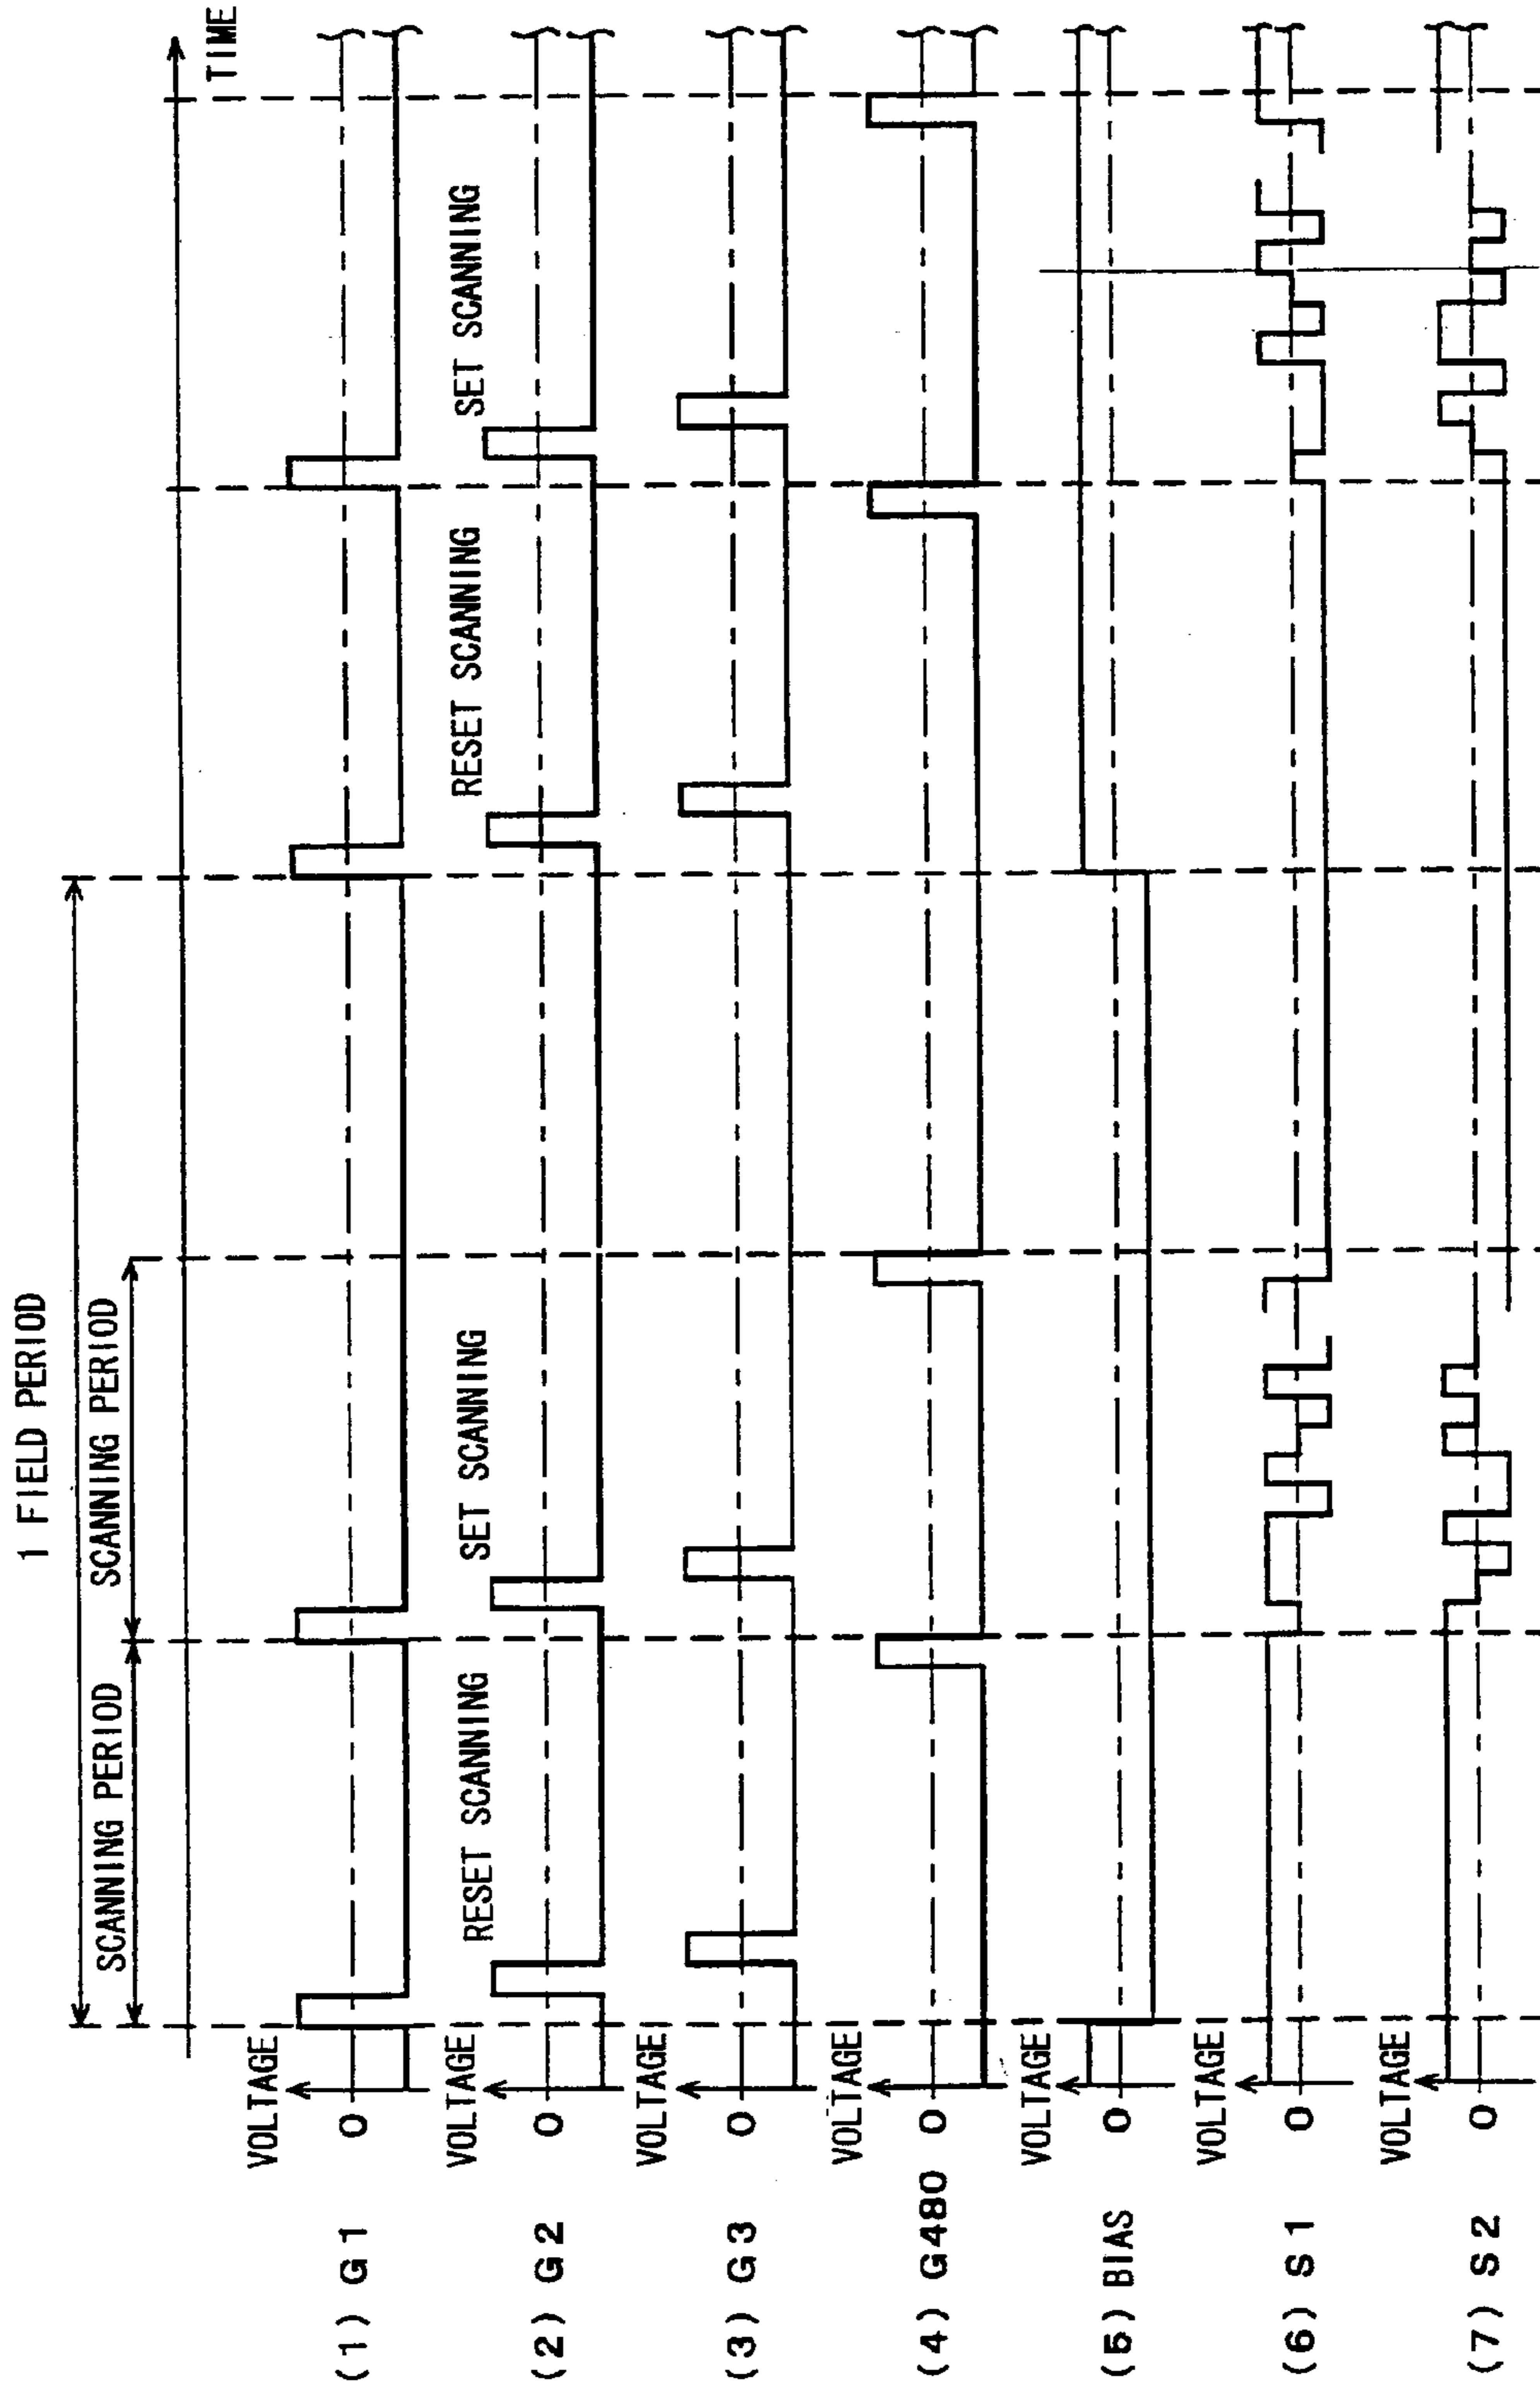 1 FIELD PERIOD
SCANNING PERIOD
SCANNING PERIOD
TIME
VOLTAGE
(1) G1
0
RESET SCANNING
SET SCANNING
RESET SCANNING
SET SCANNING
VOLTAGE
(2) G2
0
VOLTAGE
(3) G3
0
VOLTAGE
(4) G480
0
VOLTAGE
(5) BIAS
0
VOLTAGE
(6) S1
0
VOLTAGE
(7) S2
0